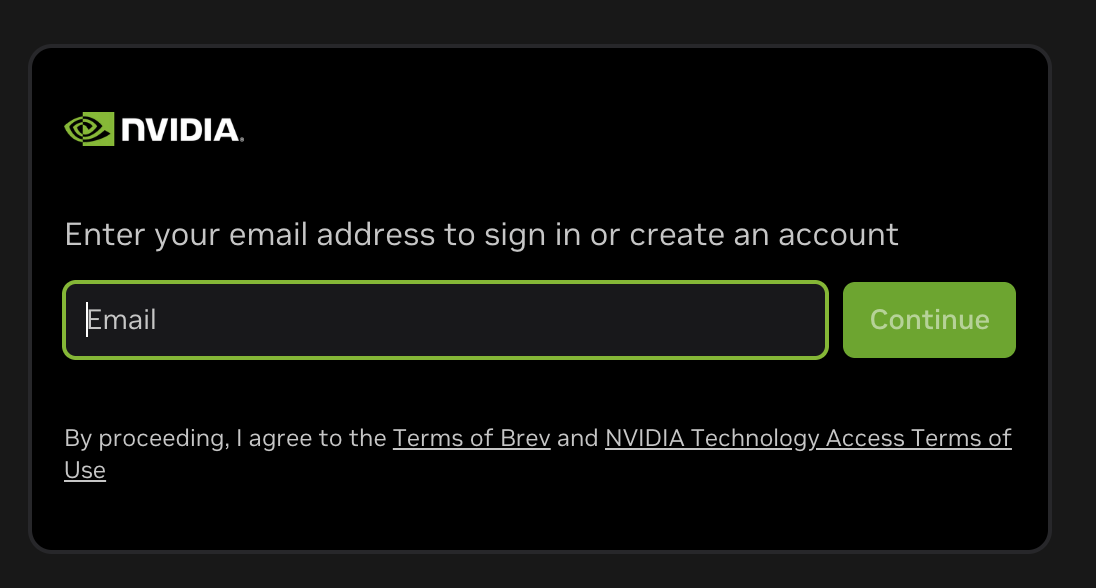 NVIDIA.
Enter your email address to sign in or create an account
Email
Continue
By proceeding, I agree to the Terms of Brev and NVIDIA Technology Access Terms of
Use